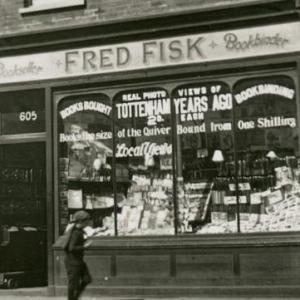 Bookseller FRED FISK Bookbinder
605
BOOKS BOUGHT
Books the size
REAL PHOTO VIEWS OF
TOTTENHAM YEARS AGO
2D. EACH
of the Quiver Bound from
Local Views
BOOKBINDING
One Shilling